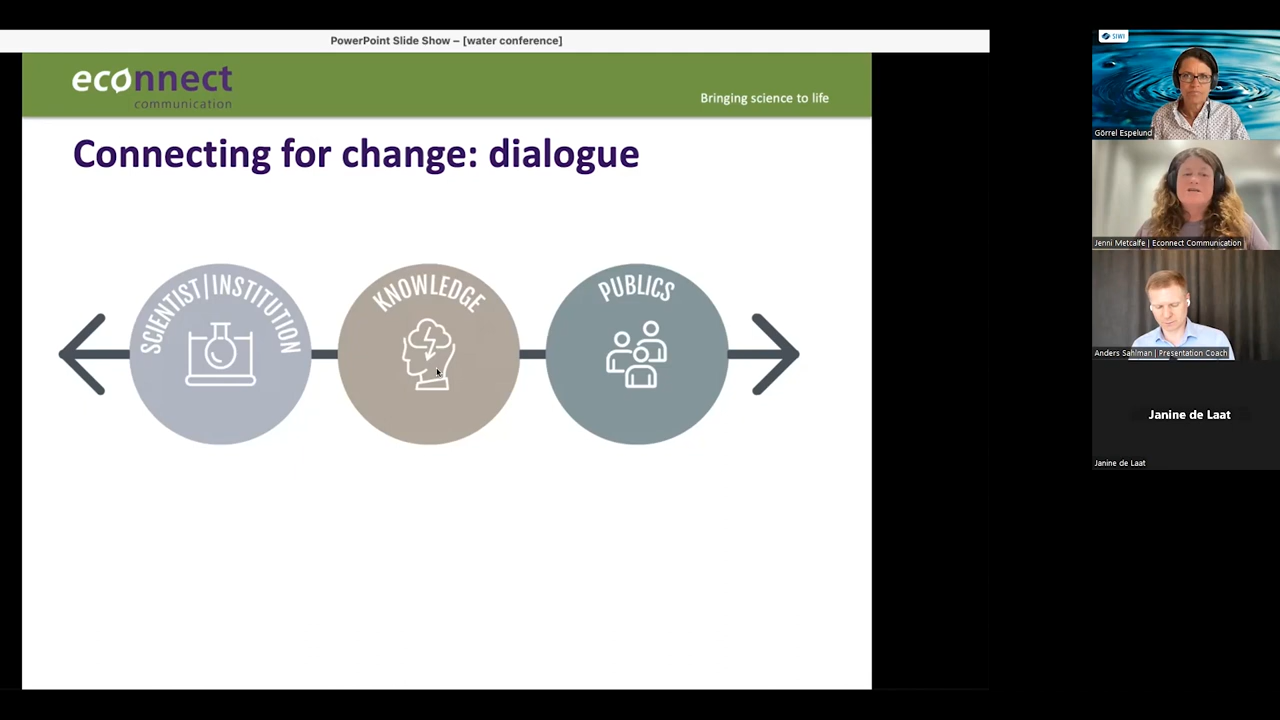 PowerPoint Slide Show – [water conference]
econnect
communication
Bringing science to life
Connecting for change: dialogue
SCIENTIST|INSTITUTION
KNOWLEDGE
PUBLICS
SIWI
Görrel Espelund
Jenni Metcalfe | Econnect Communication
Anders Sahlman | Presentation Coach
Janine de Laat
Janine de Laat